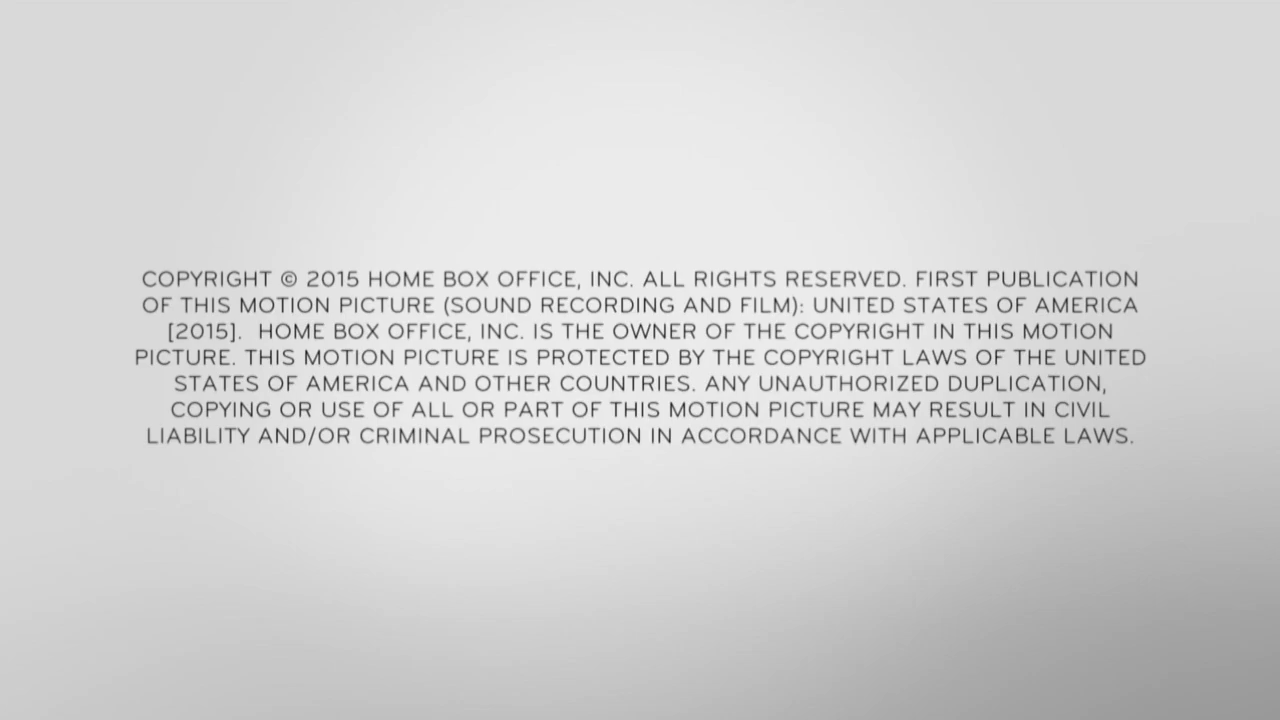 COPYRIGHT © 2015 HOME BOX OFFICE, INC. ALL RIGHTS RESERVED. FIRST PUBLICATION
OF THIS MOTION PICTURE (SOUND RECORDING AND FILM): UNITED STATES OF AMERICA
[2015].  HOME BOX OFFICE, INC. IS THE OWNER OF THE COPYRIGHT IN THIS MOTION
PICTURE. THIS MOTION PICTURE IS PROTECTED BY THE COPYRIGHT LAWS OF THE UNITED
STATES OF AMERICA AND OTHER COUNTRIES. ANY UNAUTHORIZED DUPLICATION,
COPYING OR USE OF ALL OR PART OF THIS MOTION PICTURE MAY RESULT IN CIVIL
LIABILITY AND/OR CRIMINAL PROSECUTION IN ACCORDANCE WITH APPLICABLE LAWS.